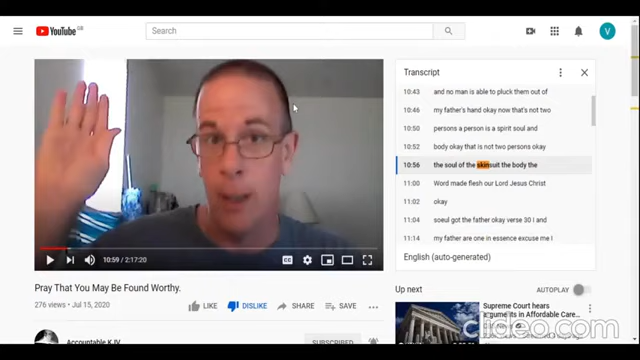 YouTube GB
Search
V
Transcript
10:43 and no man is able to pluck them out of
10:46 my father's hand okay now that's not two
10:50 persons a person is a spirit soul and
10:52 body okay that is not two persons okay
10:56 the soul of the skinsuit the body the
11:00 Word made flesh our Lord Jesus Christ
11:02 okay
11:04 soeul got the father okay verse 30 I and
11:14 my father are one in essence excuse me I
English (auto-generated)
10:59 / 2:17:20
CC
Pray That You May Be Found Worthy.
276 views • Jul 15, 2020
LIKE
DISLIKE
SHARE
SAVE
Up next
AUTOPLAY
Supreme Court hears
arguments in Affordable Care...
Accountable KJV
SUBSCRIBED
clideo.com